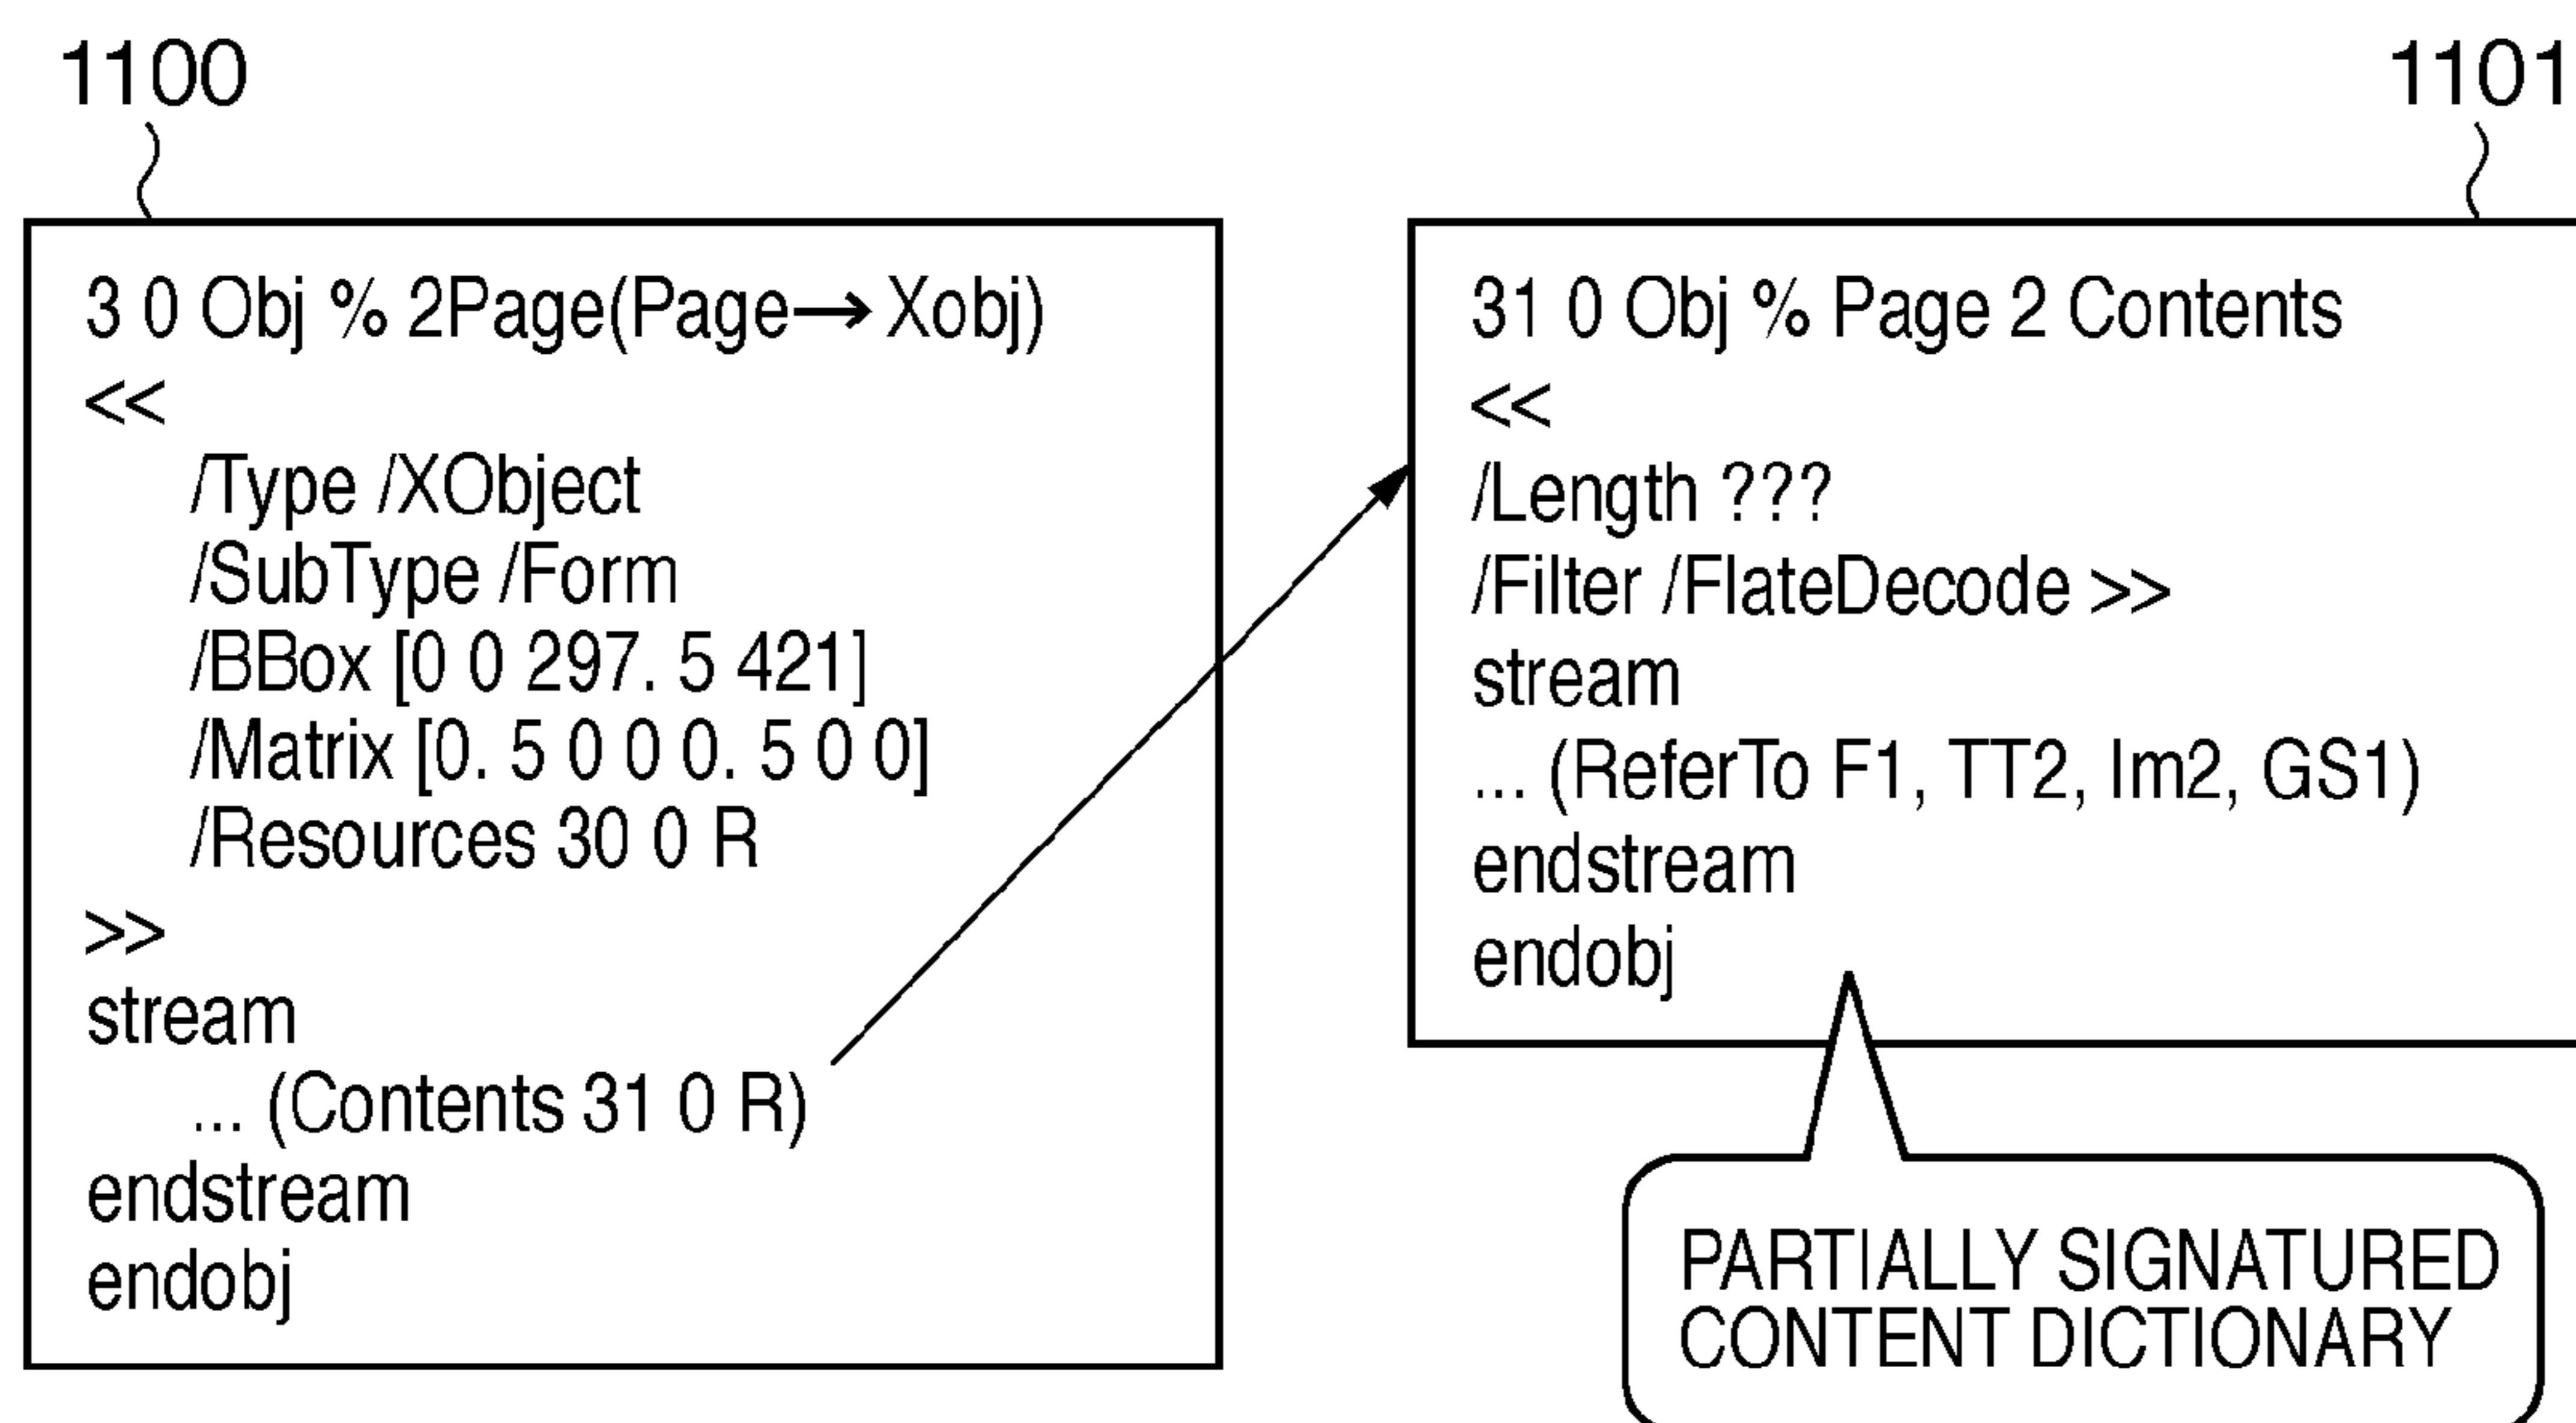 1100
3 0 Obj % 2Page(Page→Xobj)
<<
/Type /XObject
/SubType /Form
/BBox [0 0 297. 5 421]
/Matrix [0. 5 0 0 0. 5 0 0]
/Resources 30 0 R
>>
stream
... (Contents 31 0 R)
endstream
endobj
1101
31 0 Obj % Page 2 Contents
<<
/Length ???
/Filter /FlateDecode >>
stream
... (ReferTo F1, TT2, Im2, GS1)
endstream
endobj
PARTIALLY SIGNATURED
CONTENT DICTIONARY